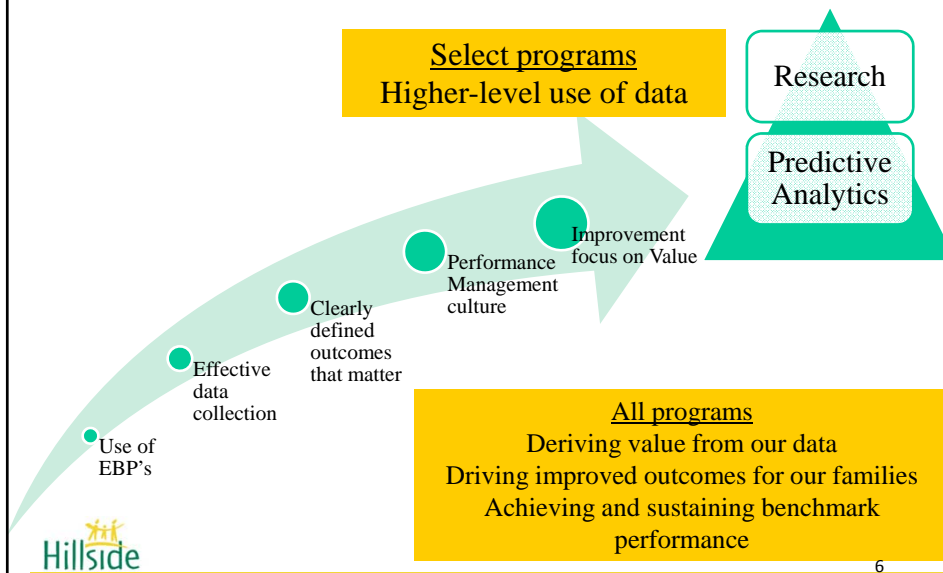 Select programs
Higher-level use of data
Research
Predictive
Analytics
Improvement
focus on Value
Performance
Management
culture
Clearly
defined
outcomes
that matter
Effective
data
collection
Use of
EBP's
All programs
Deriving value from our data
Driving improved outcomes for our families
Achieving and sustaining benchmark
performance
Hillside
6